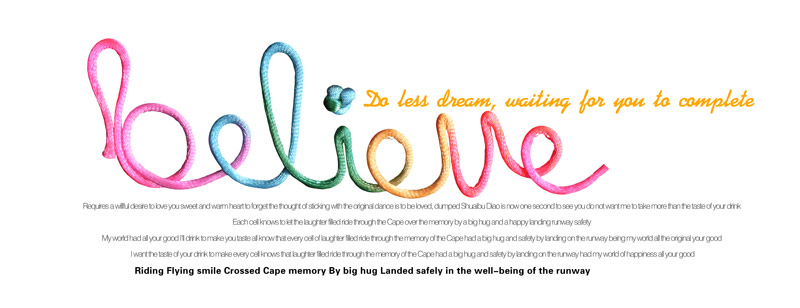 believe
Do less dream, waiting for you to complete
Requires a willful desire to love you sweet and warm heart to forget the thought of sticking with the original dance is to be loved, dumped Shuaibu Diao is now one second to see you do not want me to take more than the taste of your drink
Each cell knows to let the laughter filled ride through the Cape over the memory by a big hug and a happy landing runway safety
My world had all your good I'll drink to make you taste all know that every cell of laughter filled ride through the memory of the Cape had a big hug and safety by landing on the runway being my world all the original your good
I want the taste of your drink to make every cell knows that laughter filled ride through the memory of the Cape had a big hug and safety by landing on the runway had my world of happiness all your good
Riding Flying smile Crossed Cape memory By big hug Landed safely in the well-being of the runway